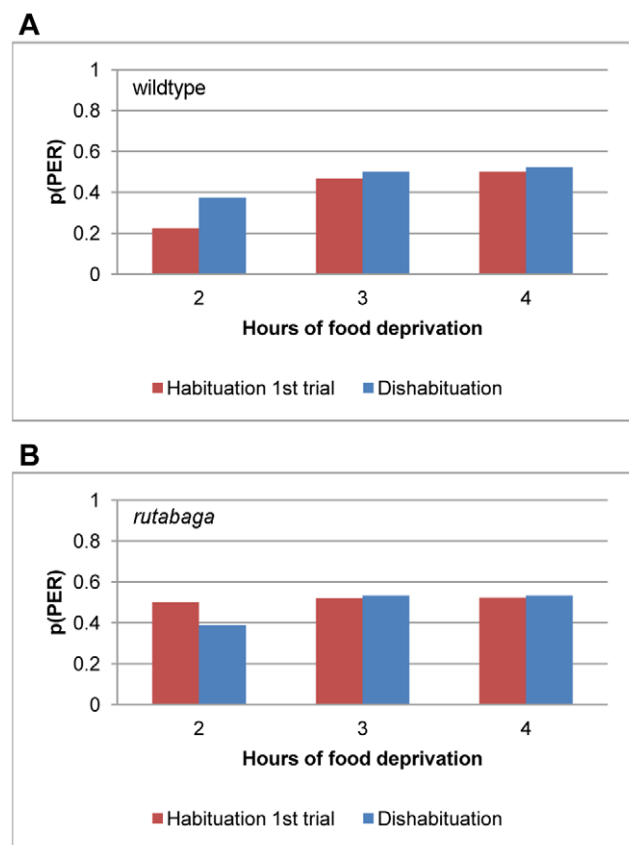 A
wildtype
p(PER)
1
0.8
0.6
0.4
0.2
0
2 3 4
Hours of food deprivation
Habituation 1st trial Dishabituation
B
rutabaga
p(PER)
1
0.8
0.6
0.4
0.2
0
2 3 4
Hours of food deprivation
Habituation 1st trial Dishabituation